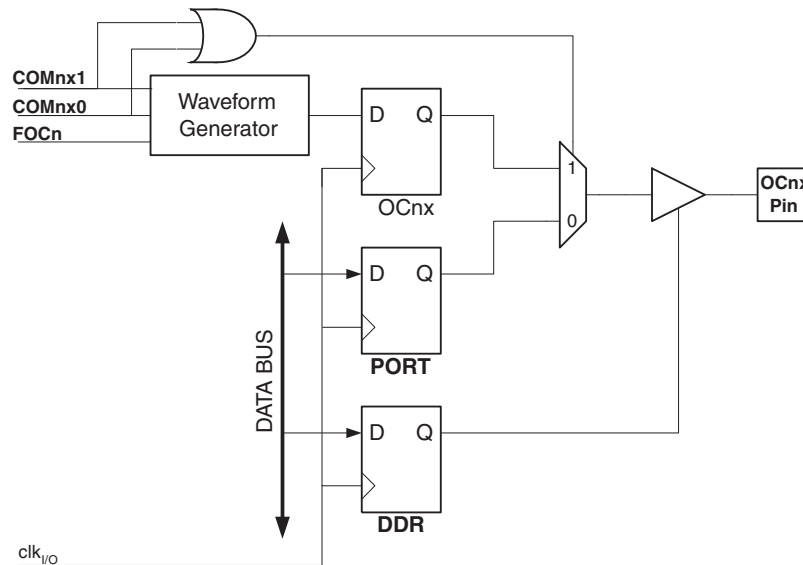 COMnx1
COMnx0
FOCn
Waveform
Generator
D Q
OCnx
1
0
OCnx
Pin
D Q
PORT
DATA BUS
D Q
DDR
clkI/O